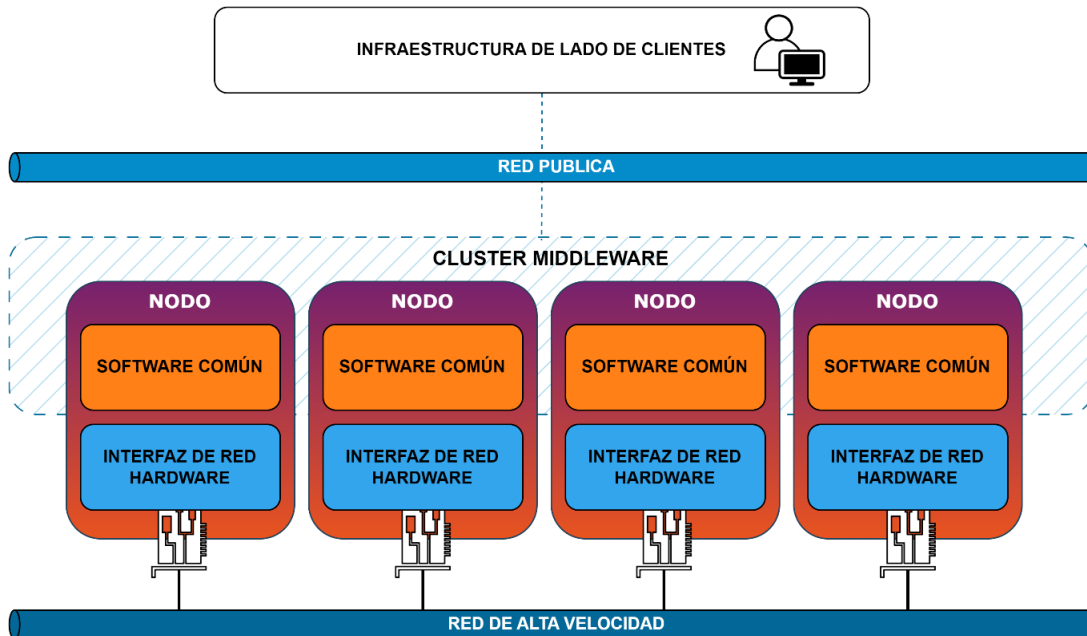 INFRAESTRUCTURA DE LADO DE CLIENTES
RED PUBLICA
CLUSTER MIDDLEWARE
NODO
NODO
NODO
NODO
SOFTWARE COMÚN
SOFTWARE COMÚN
SOFTWARE COMÚN
SOFTWARE COMÚN
INTERFAZ DE RED
HARDWARE
INTERFAZ DE RED
HARDWARE
INTERFAZ DE RED
HARDWARE
INTERFAZ DE RED
HARDWARE
RED DE ALTA VELOCIDAD